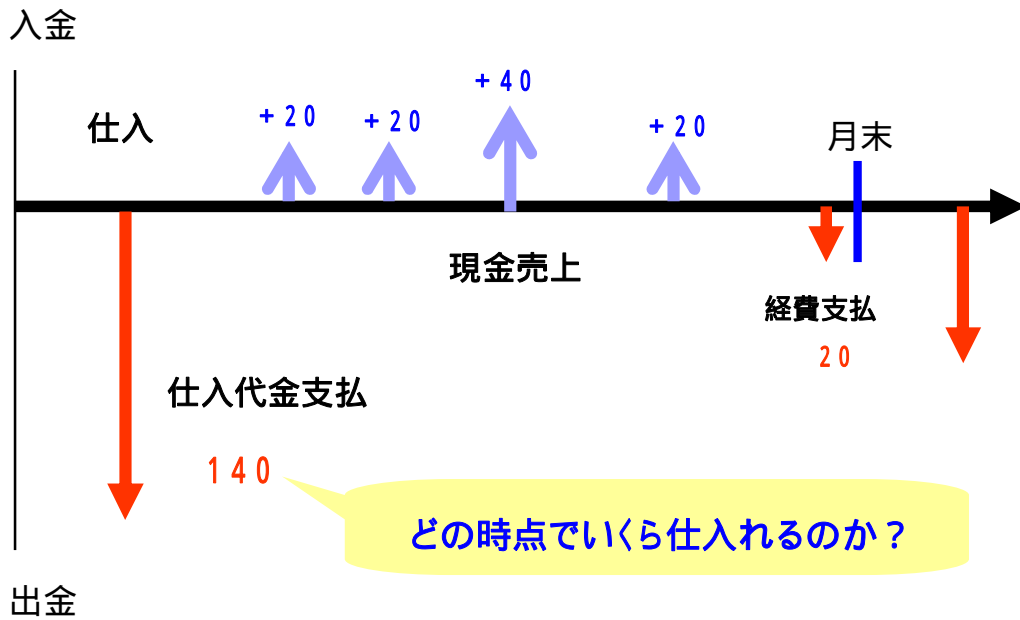 入金
仕入
+20
+20
+40
+20
月末
現金売上
経費支払
20
仕入代金支払
140
どの時点でいくら仕入れるのか？
出金